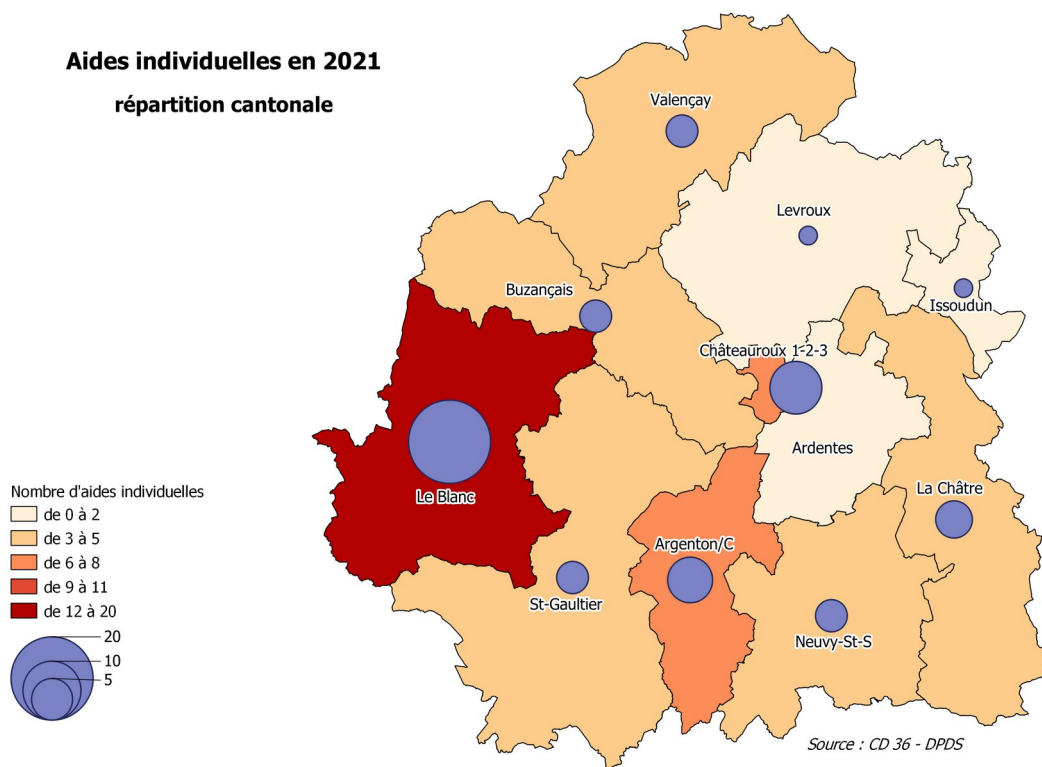 Aides individuelles en 2021
répartition cantonale
Valençay
Levroux
Buzançais
Issoudun
Châteauroux 1-2-3
Ardentes
Le Blanc
La Châtre
Argenton/C
St-Gaultier
Neuvy-St-S
Nombre d'aides individuelles
de 0 à 2
de 3 à 5
de 6 à 8
de 9 à 11
de 12 à 20
20
10
5
Source : CD 36 - DPDS